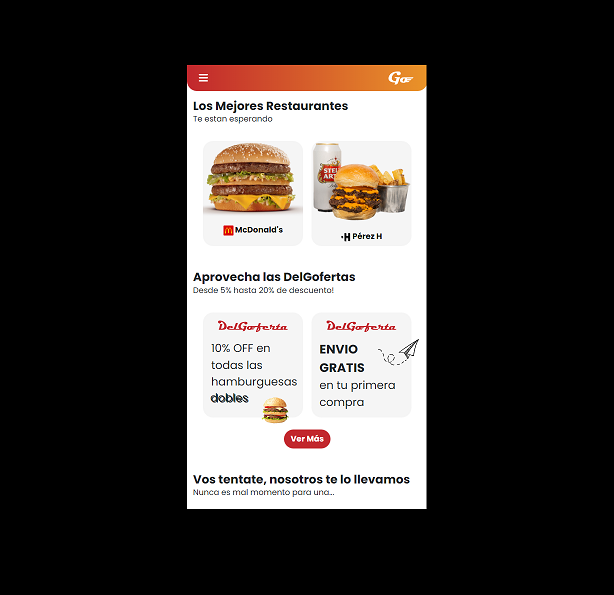 Go
Los Mejores Restaurantes
Te estan esperando
STELLA
ARTOIS
McDonald's
Pérez H
Aprovecha las DelGofertas
Desde 5% hasta 20% de descuento!
DelGoferta
10% OFF en
todas las
hamburguesas
dobles
DelGoferta
ENVIO
GRATIS
en tu primera
compra
Ver Más
Vos tentate, nosotros te lo llevamos
Nunca es mal momento para una...